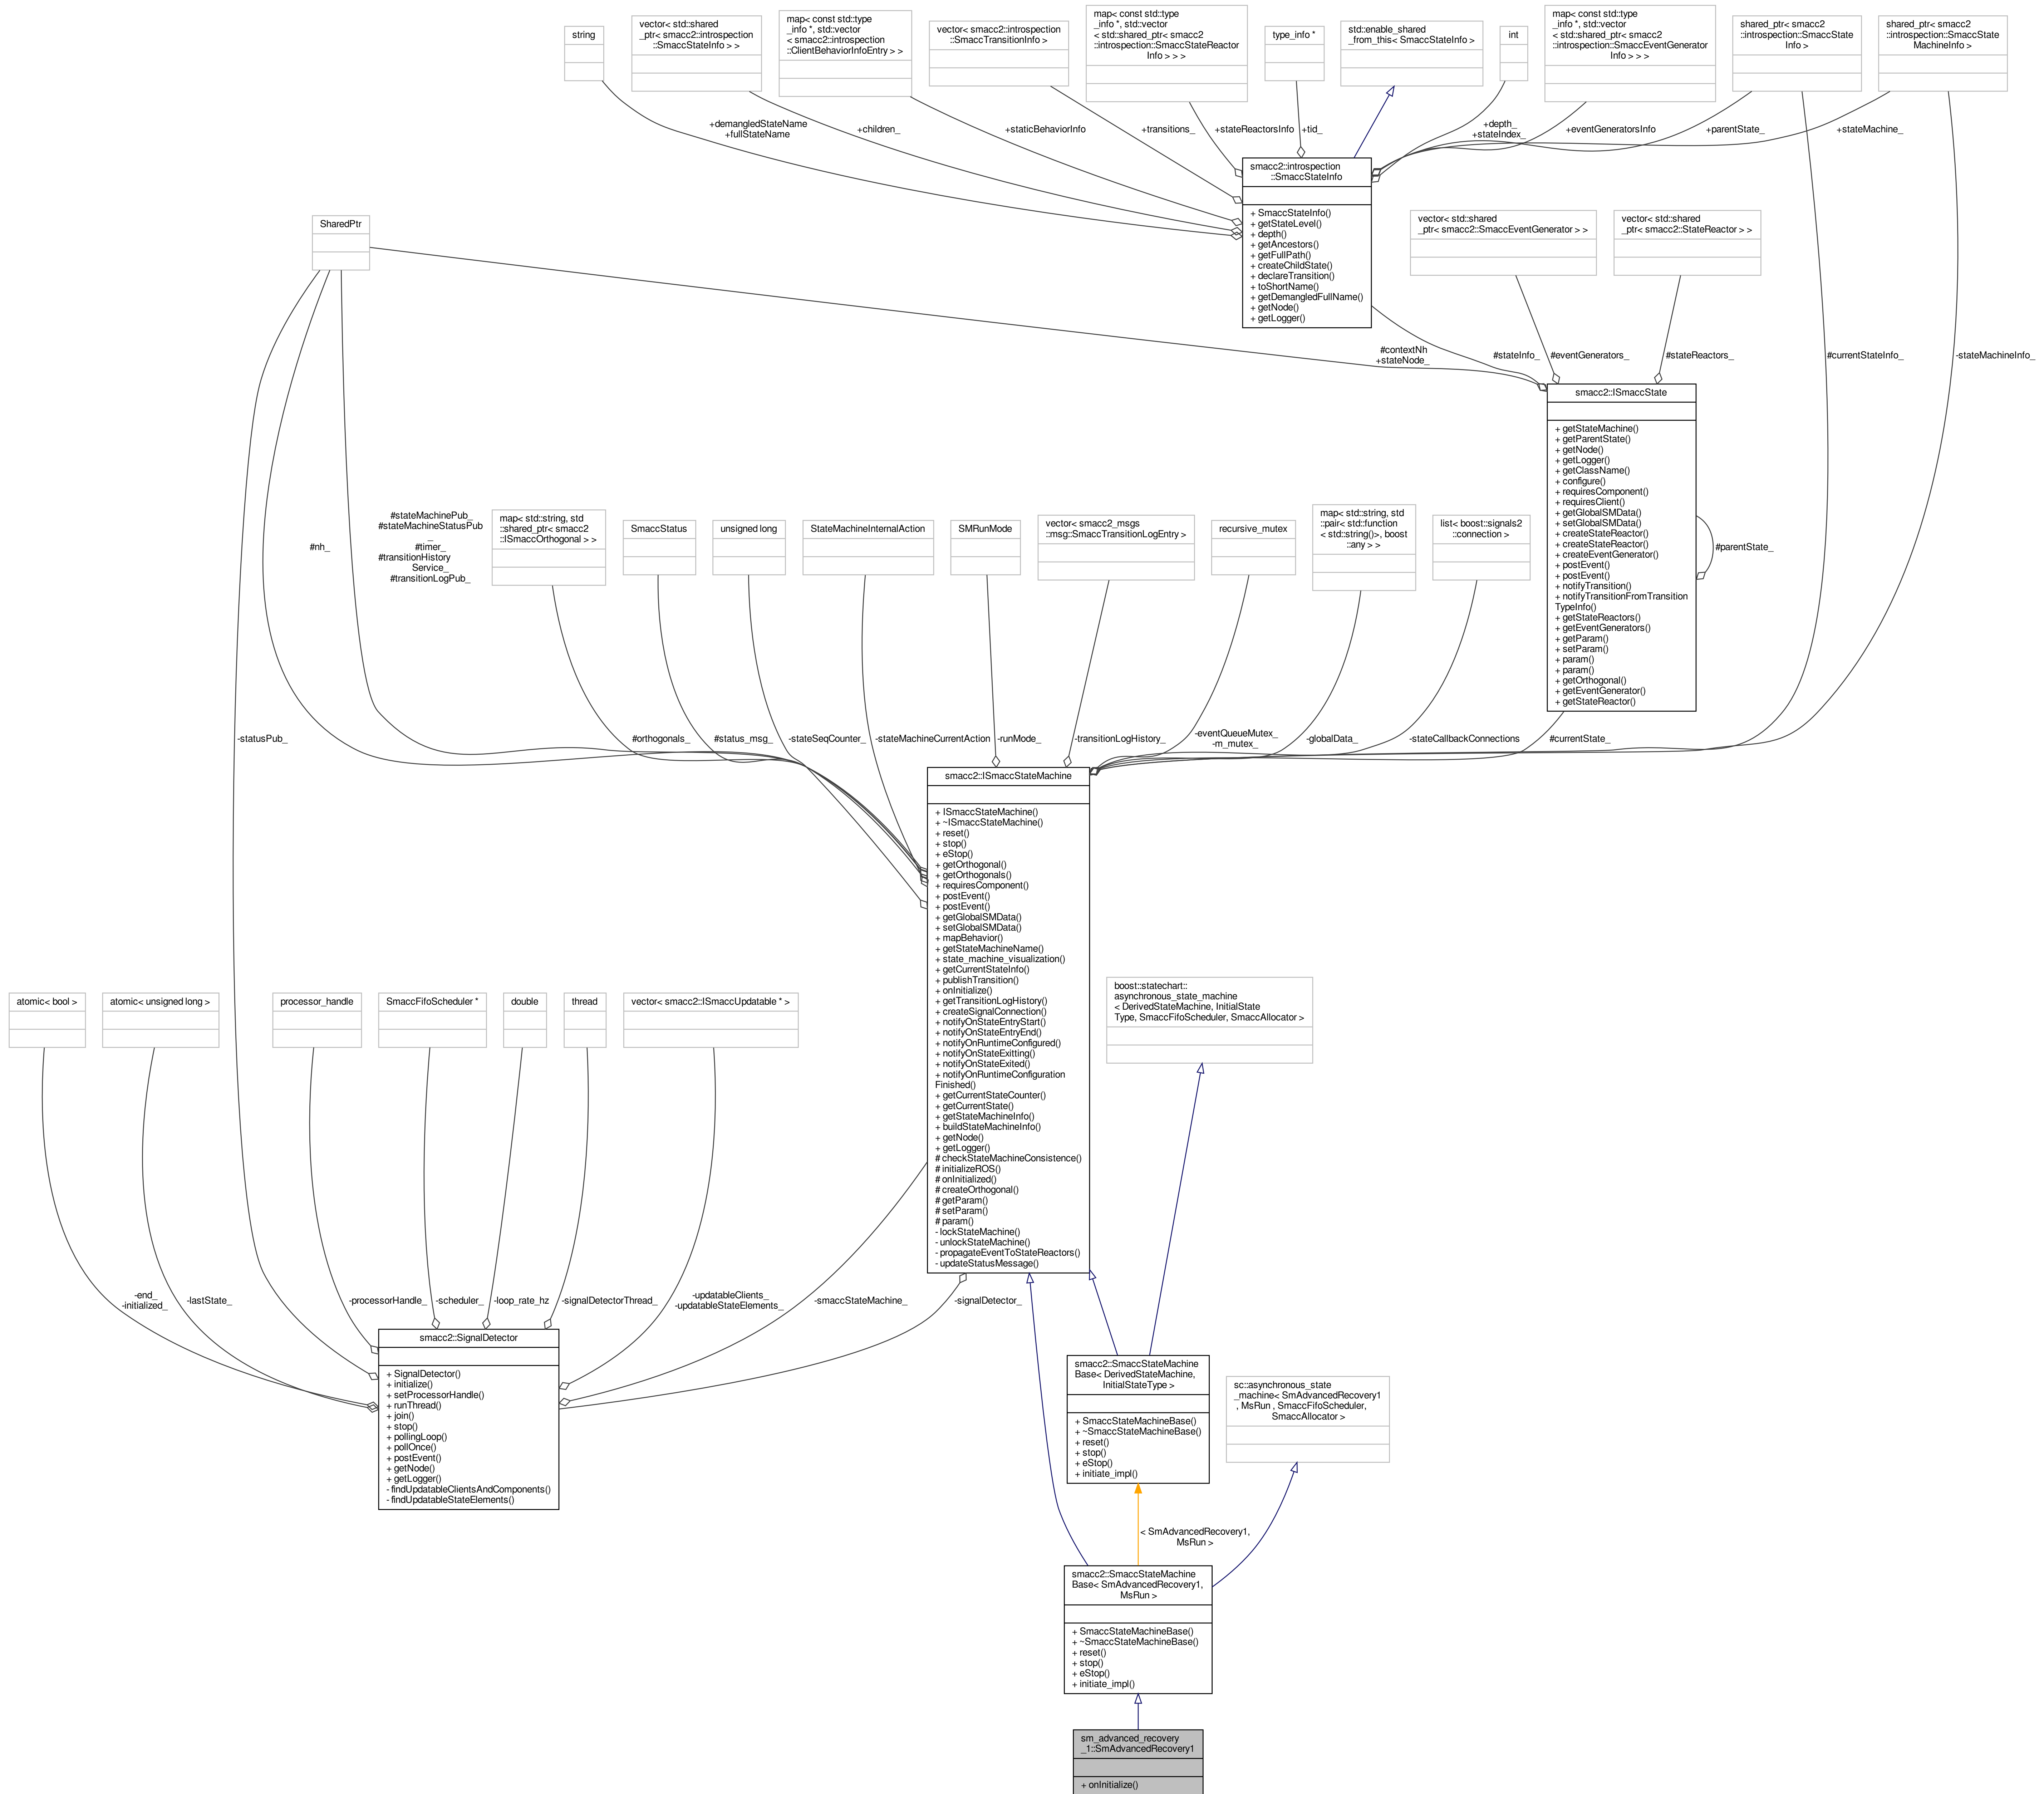 string
vector< std::shared
_ptr< smacc2::introspection
::SmaccStateInfo > >
map< const std::type
_info *, std::vector
< smacc2::introspection
::ClientBehaviorInfoEntry > >
vector< smacc2::introspection
::SmaccTransitionInfo >
map< const std::type
_info *, std::vector
< std::shared_ptr< smacc2
::introspection::SmaccStateReactor
Info > > >
type_info *
std::enable_shared
_from_this< SmaccStateInfo >
int
map< const std::type
_info *, std::vector
< std::shared_ptr< smacc2
::introspection::SmaccEventGenerator
Info > > >
shared_ptr< smacc2
::introspection::SmaccState
Info >
shared_ptr< smacc2
::introspection::SmaccState
MachineInfo >
+demangledStateName
+fullStateName
+children_
+staticBehaviorInfo
+transitions_
+stateReactorsInfo
+tid_
+depth_
+stateIndex_
+eventGeneratorsInfo
+parentState_
+stateMachine_
smacc2::introspection
::SmaccStateInfo
+ SmaccStateInfo()
+ getStateLevel()
+ depth()
+ getAncestors()
+ getFullPath()
+ createChildState()
+ declareTransition()
+ toShortName()
+ getDemangledFullName()
+ getNode()
+ getLogger()
SharedPtr
vector< std::shared
_ptr< smacc2::SmaccEventGenerator > >
vector< std::shared
_ptr< smacc2::StateReactor > >
#contextNh
+stateNode_
#stateInfo_
#eventGenerators_
#stateReactors_
#currentStateInfo_
-stateMachineInfo_
smacc2::ISmaccState
+ getStateMachine()
+ getParentState()
+ getNode()
+ getLogger()
+ getClassName()
+ configure()
+ requiresComponent()
+ requiresClient()
+ getGlobalSMData()
+ setGlobalSMData()
+ createStateReactor()
+ createStateReactor()
+ createEventGenerator()
+ postEvent()
+ postEvent()
+ notifyTransition()
+ notifyTransitionFromTransition
TypeInfo()
+ getStateReactors()
+ getEventGenerators()
+ getParam()
+ setParam()
+ param()
+ param()
+ getOrthogonal()
+ getEventGenerator()
+ getStateReactor()
#parentState_
#nh_
#stateMachinePub_
#stateMachineStatusPub
_
#timer_
#transitionHistory
Service_
#transitionLogPub_
map< std::string, std
::shared_ptr< smacc2
::ISmaccOrthogonal > >
SmaccStatus
unsigned long
StateMachineInternalAction
SMRunMode
vector< smacc2_msgs
::msg::SmaccTransitionLogEntry >
recursive_mutex
map< std::string, std
::pair< std::function
< std::string()>, boost
::any > >
list< boost::signals2
::connection >
-statusPub_
#orthogonals_
#status_msg_
-stateSeqCounter_
-stateMachineCurrentAction
-runMode_
-transitionLogHistory_
-eventQueueMutex_
-m_mutex_
-globalData_
-stateCallbackConnections
#currentState_
smacc2::ISmaccStateMachine
+ ISmaccStateMachine()
+ ~ISmaccStateMachine()
+ reset()
+ stop()
+ eStop()
+ getOrthogonal()
+ getOrthogonals()
+ requiresComponent()
+ postEvent()
+ postEvent()
+ getGlobalSMData()
+ setGlobalSMData()
+ mapBehavior()
+ getStateMachineName()
+ state_machine_visualization()
+ getCurrentStateInfo()
+ publishTransition()
+ onInitialize()
+ getTransitionLogHistory()
+ createSignalConnection()
+ notifyOnStateEntryStart()
+ notifyOnStateEntryEnd()
+ notifyOnRuntimeConfigured()
+ notifyOnStateExitting()
+ notifyOnStateExited()
+ notifyOnRuntimeConfiguration
Finished()
+ getCurrentStateCounter()
+ getCurrentState()
+ getStateMachineInfo()
+ buildStateMachineInfo()
+ getNode()
+ getLogger()
# checkStateMachineConsistence()
# initializeROS()
# onInitialized()
# createOrthogonal()
# getParam()
# setParam()
# param()
- lockStateMachine()
- unlockStateMachine()
- propagateEventToStateReactors()
- updateStatusMessage()
atomic< bool >
atomic< unsigned long >
processor_handle
SmaccFifoScheduler *
double
thread
vector< smacc2::ISmaccUpdatable * >
boost::statechart::
asynchronous_state_machine
< DerivedStateMachine, InitialState
Type, SmaccFifoScheduler, SmaccAllocator >
-end_
-initialized_
-lastState_
-processorHandle_
-scheduler_
-loop_rate_hz
-signalDetectorThread_
-updatableClients_
-updatableStateElements_
-smaccStateMachine_
-signalDetector_
smacc2::SignalDetector
+ SignalDetector()
+ initialize()
+ setProcessorHandle()
+ runThread()
+ join()
+ stop()
+ pollingLoop()
+ pollOnce()
+ postEvent()
+ getNode()
+ getLogger()
- findUpdatableClientsAndComponents()
- findUpdatableStateElements()
smacc2::SmaccStateMachine
Base< DerivedStateMachine,
InitialStateType >
+ SmaccStateMachineBase()
+ ~SmaccStateMachineBase()
+ reset()
+ stop()
+ eStop()
+ initiate_impl()
sc::asynchronous_state
_machine< SmAdvancedRecovery1
, MsRun , SmaccFifoScheduler,
SmaccAllocator >
< SmAdvancedRecovery1,
MsRun >
smacc2::SmaccStateMachine
Base< SmAdvancedRecovery1,
MsRun >
+ SmaccStateMachineBase()
+ ~SmaccStateMachineBase()
+ reset()
+ stop()
+ eStop()
+ initiate_impl()
sm_advanced_recovery
_1::SmAdvancedRecovery1
+ onInitialize()